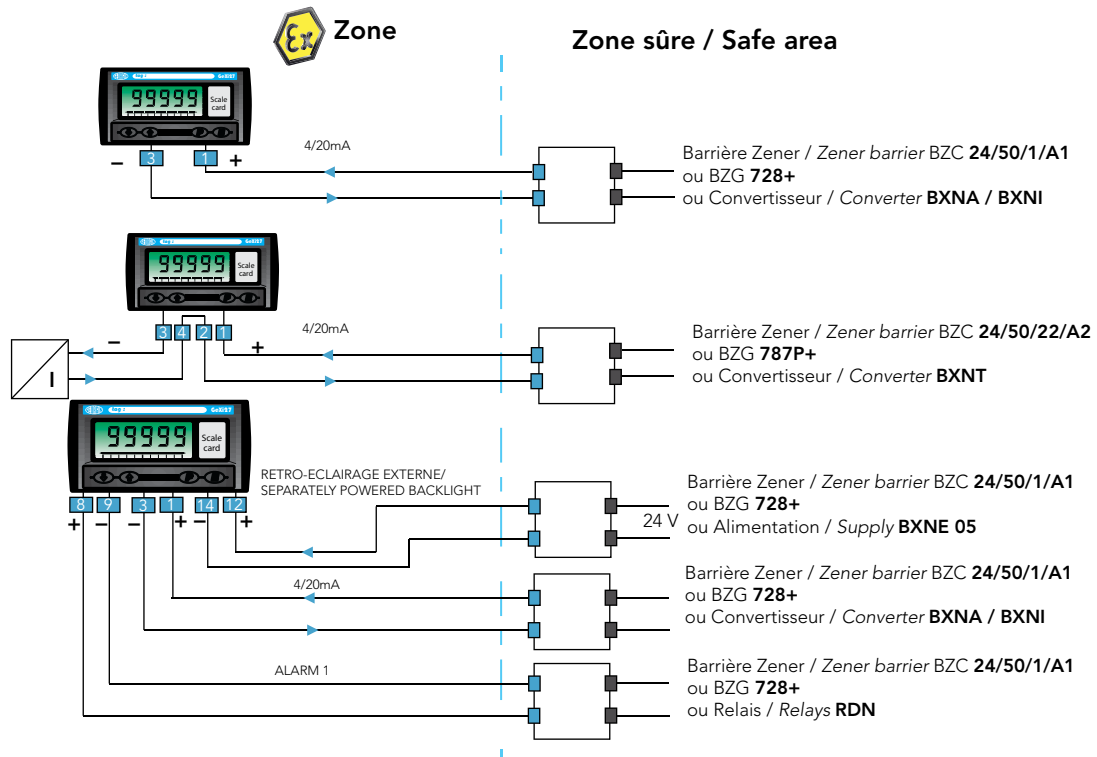 Ex Zone
Zone sûre / Safe area
99999
Scale
card
4/20mA
– 3 1 +
Barrière Zener / Zener barrier BZC 24/50/1/A1
ou BZG 728+
ou Convertisseur / Converter BXNA / BXNI
99999
Scale
card
3 4 2 1
4/20mA
–
+
I
Barrière Zener / Zener barrier BZC 24/50/22/A2
ou BZG 787P+
ou Convertisseur / Converter BXNT
99999
Scale
card
RETRO-ECLAIRAGE EXTERNE/
SEPARATELY POWERED BACKLIGHT
8 9 3 1 14 12
+ – – + – +
24 V
Barrière Zener / Zener barrier BZC 24/50/1/A1
ou BZG 728+
ou Alimentation / Supply BXNE 05
4/20mA
Barrière Zener / Zener barrier BZC 24/50/1/A1
ou BZG 728+
ou Convertisseur / Converter BXNA / BXNI
ALARM 1
Barrière Zener / Zener barrier BZC 24/50/1/A1
ou BZG 728+
ou Relais / Relays RDN